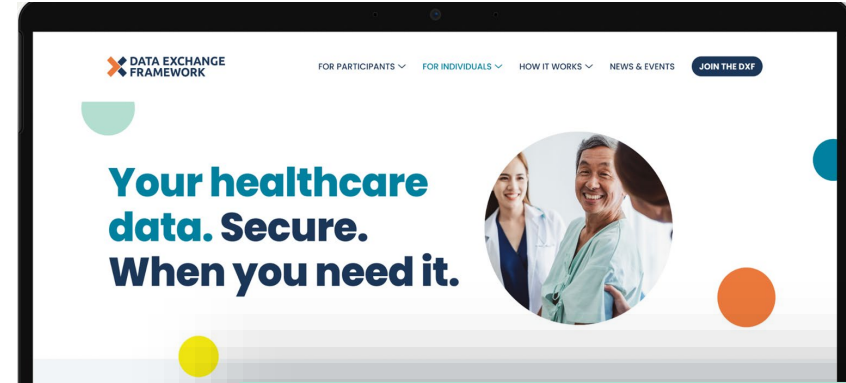 DATA EXCHANGE
FRAMEWORK
FOR PARTICIPANTS
FOR INDIVIDUALS
HOW IT WORKS
NEWS & EVENTS
JOIN THE DXF
Your healthcare
data. Secure.
When you need it.